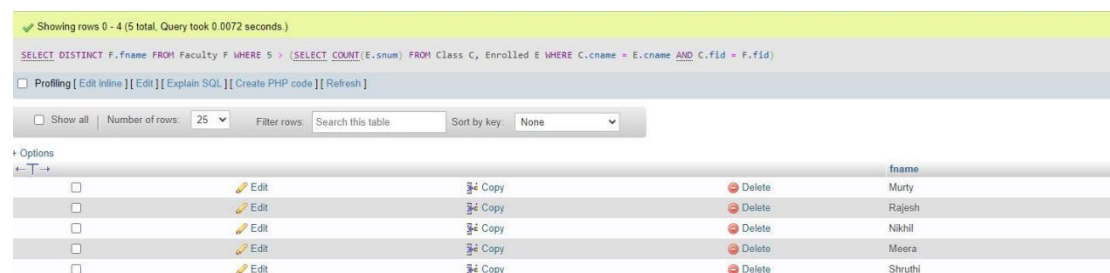 Showing rows 0 - 4 (5 total, Query took 0.0072 seconds.)
SELECT DISTINCT F.fname FROM Faculty F WHERE 5 > (SELECT COUNT(E.snum) FROM Class C, Enrolled E WHERE C.cname = E.cname AND C.fid = F.fid)
Profiling [ Edit inline ] [ Edit ] [ Explain SQL ] [ Create PHP code ] [ Refresh ]
Show all | Number of rows: 25 Filter rows: Search this table Sort by key: None
+ Options
←T→ fname
Edit Copy Delete Murty
Edit Copy Delete Rajesh
Edit Copy Delete Nikhil
Edit Copy Delete Meera
Edit Copy Delete Shruthi